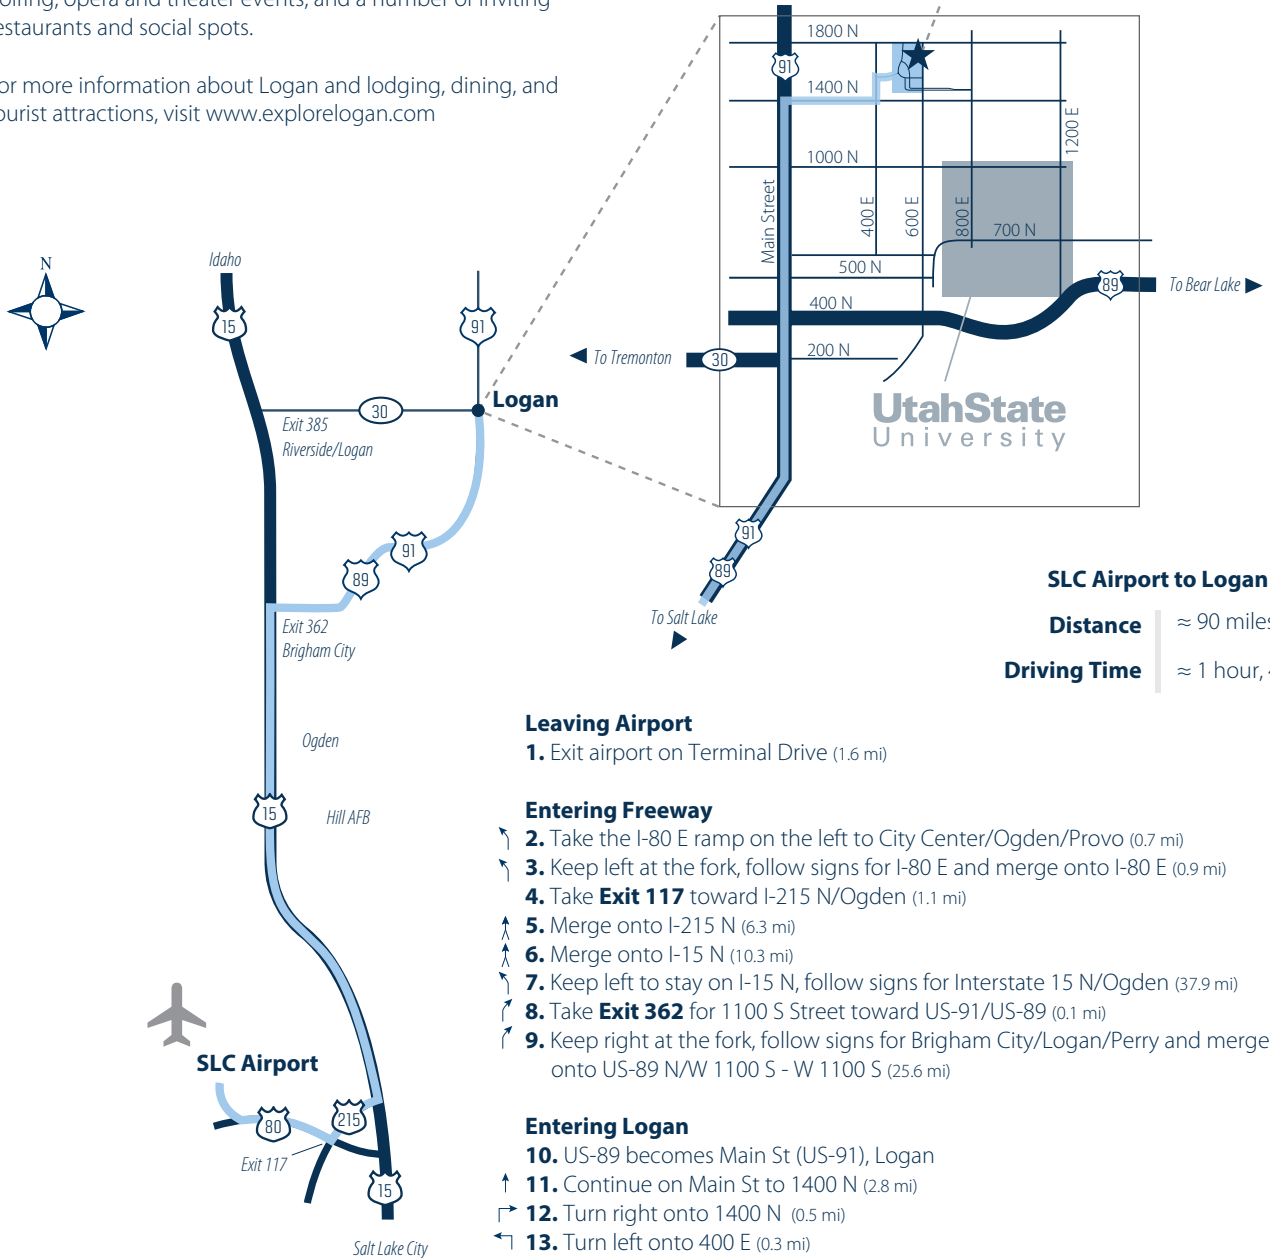 opera and theater events, and a number of inviting
restaurants and social spots.
or more information about Logan and lodging, dining, and
tourist attractions, visit www.explorelogan.com
N
Idaho
15
91
30
Logan
Exit 385
Riverside/Logan
91
89
Exit 362
Brigham City
Ogden
15
Hill AFB
SLC Airport
80
215
Exit 117
15
Salt Lake City
1800 N
91
1400 N
1200 E
1000 N
Main Street
400 E
600 E
800 E
700 N
500 N
400 N
89
To Bear Lake
To Tremonton
30
200 N
UtahState
University
91
89
To Salt Lake
SLC Airport to Logan
Distance ≈ 90 miles
Driving Time ≈ 1 hour,
Leaving Airport
1. Exit airport on Terminal Drive (1.6 mi)
Entering Freeway
2. Take the I-80 E ramp on the left to City Center/Ogden/Provo (0.7 mi)
3. Keep left at the fork, follow signs for I-80 E and merge onto I-80 E (0.9 mi)
4. Take Exit 117 toward I-215 N/Ogden (1.1 mi)
5. Merge onto I-215 N (6.3 mi)
6. Merge onto I-15 N (10.3 mi)
7. Keep left to stay on I-15 N, follow signs for Interstate 15 N/Ogden (37.9 mi)
8. Take Exit 362 for 1100 S Street toward US-91/US-89 (0.1 mi)
9. Keep right at the fork, follow signs for Brigham City/Logan/Perry and merge
onto US-89 N/W 1100 S - W 1100 S (25.6 mi)
Entering Logan
10. US-89 becomes Main St (US-91), Logan
11. Continue on Main St to 1400 N (2.8 mi)
12. Turn right onto 1400 N (0.5 mi)
13. Turn left onto 400 E (0.3 mi)